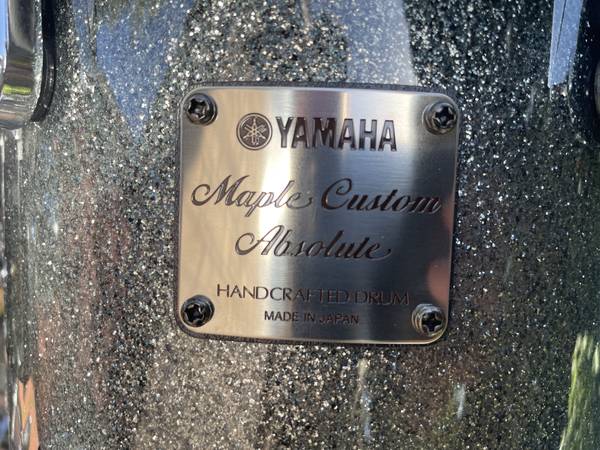 YAMAHA
Maple Custom
Absolute
HANDCRAFTED DRUM
MADE IN JAPAN